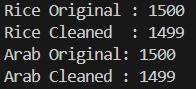 Rice Original : 1500
Rice Cleaned  : 1499
Arab Original: 1500
Arab Cleaned : 1499